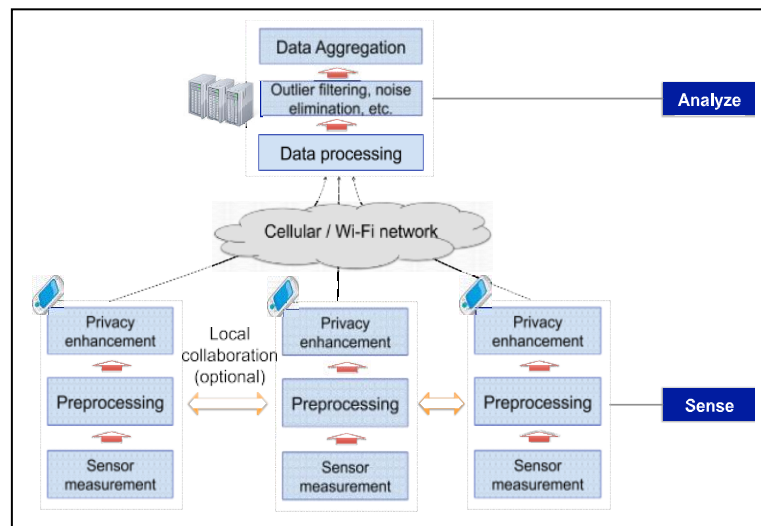 Data Aggregation
Outlier filtering, noise
elimination, etc.
Analyze
Data processing
Cellular / Wi-Fi network
Privacy
enhancement
Local
collaboration
(optional)
Privacy
enhancement
Privacy
enhancement
Preprocessing
Preprocessing
Preprocessing
Sense
Sensor
measurement
Sensor
measurement
Sensor
measurement